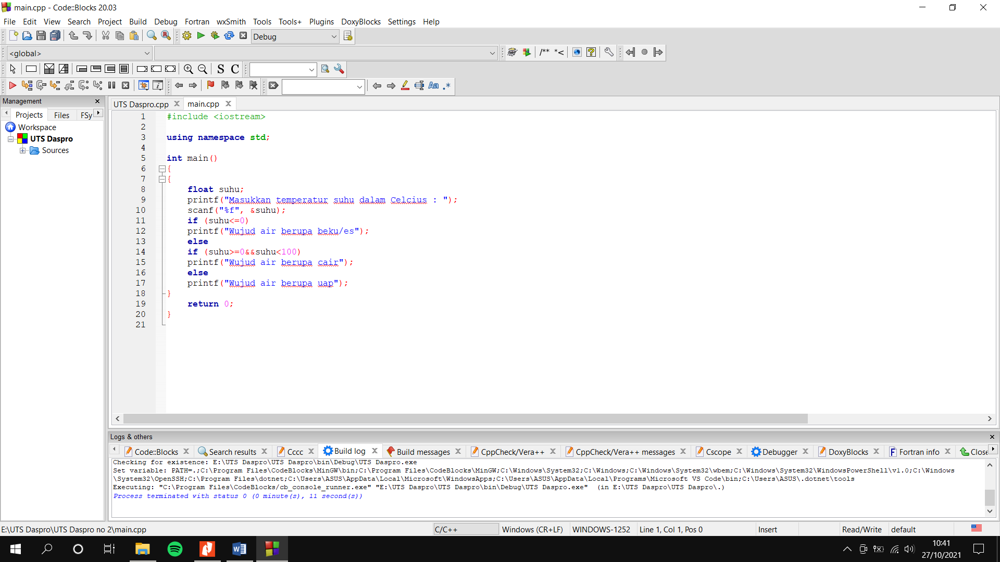 main.cpp - Code::Blocks 20.03
File Edit View Search Project Build Debug Fortran wxSmith Tools Tools+ Plugins DoxyBlocks Settings Help
Debug
<global>
/** *<
S C
Aa .*
Management
UTS Daspro.cpp main.cpp
Projects Files FSy
Workspace
UTS Daspro
Sources
1 #include <iostream>
2
3 using namespace std;
4
5 int main()
6 {
7 {
8 float suhu;
9 printf("Masukkan temperatur suhu dalam Celcius : ");
10 scanf("%f", &suhu);
11 if (suhu<=0)
12 printf("Wujud air berupa beku/es");
13 else
14 if (suhu>=0&&suhu<100)
15 printf("Wujud air berupa cair");
16 else
17 printf("Wujud air berupa uap");
18 }
19 return 0;
20 }
21
Logs & others
Code::Blocks Search results Cccc Build log Build messages CppCheck/Vera++ CppCheck/Vera++ messages Cscope Debugger DoxyBlocks Fortran info Close
Checking for existence: E:\UTS Daspro\UTS Daspro\bin\Debug\UTS Daspro.exe
Set variable: PATH=.;C:\Program Files\CodeBlocks\MinGW\bin;C:\Program Files\CodeBlocks\MinGW;C:\Windows\System32;C:\Windows;C:\Windows\System32\wbem;C:\Windows\System32\WindowsPowerShell\v1.0;C:\Windows
\System32\OpenSSH;C:\Program Files\dotnet;C:\Users\ASUS\AppData\Local\Microsoft\WindowsApps;C:\Users\ASUS\AppData\Local\Programs\Microsoft VS Code\bin;C:\Users\ASUS\.dotnet\tools
Executing: "C:\Program Files\CodeBlocks/cb_console_runner.exe" "E:\UTS Daspro\UTS Daspro\bin\Debug\UTS Daspro.exe"  (in E:\UTS Daspro\UTS Daspro\.)
Process terminated with status 0 (0 minute(s), 11 second(s))
E:\UTS Daspro\UTS Daspro no 2\main.cpp C/C++ Windows (CR+LF) WINDOWS-1252 Line 1, Col 1, Pos 0 Insert Read/Write default
10:41
27/10/2021